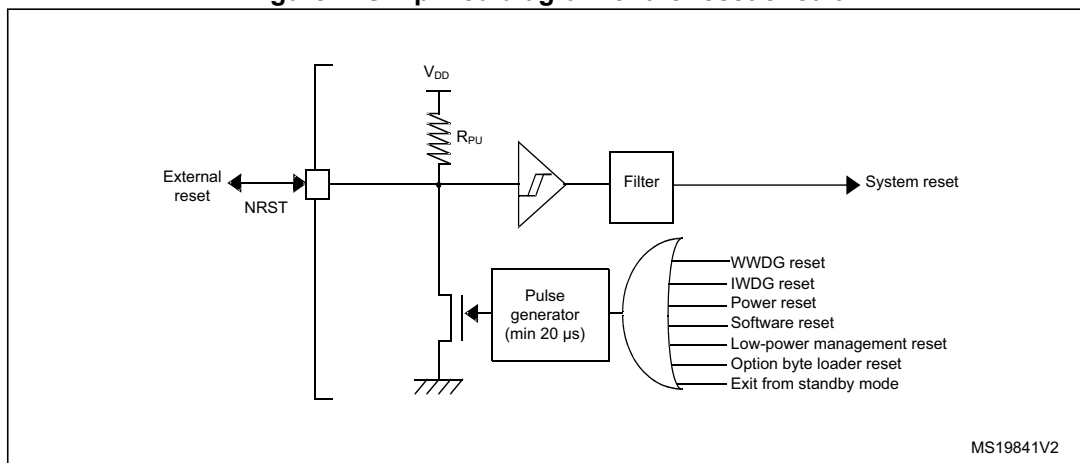 V_DD
R_PU
External
reset
NRST
Filter
System reset
Pulse
generator
(min 20 µs)
WWDG reset
IWDG reset
Power reset
Software reset
Low-power management reset
Option byte loader reset
Exit from standby mode
MS19841V2